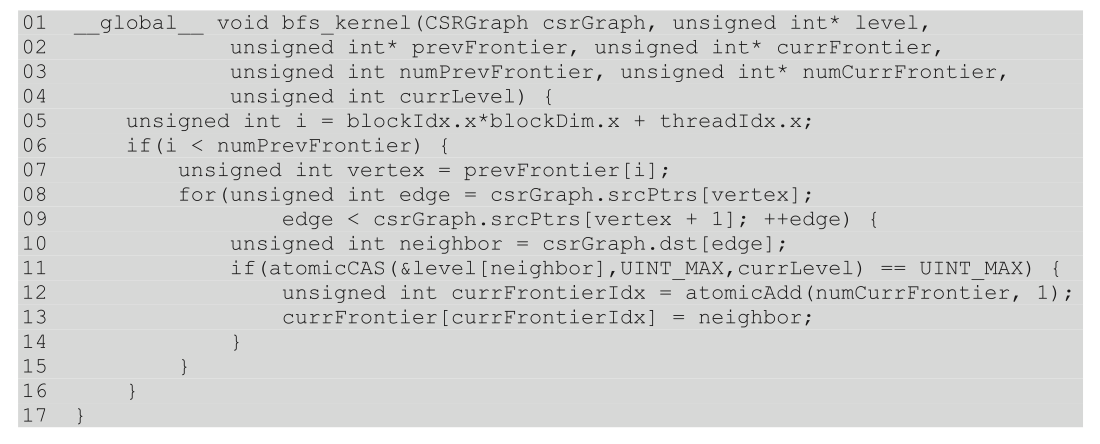 01  __global__ void bfs_kernel(CSRGraph csrGraph, unsigned int* level,
02              unsigned int* prevFrontier, unsigned int* currFrontier,
03              unsigned int numPrevFrontier, unsigned int* numCurrFrontier,
04              unsigned int currLevel) {
05      unsigned int i = blockIdx.x*blockDim.x + threadIdx.x;
06      if(i < numPrevFrontier) {
07          unsigned int vertex = prevFrontier[i];
08          for(unsigned int edge = csrGraph.srcPtrs[vertex];
09                  edge < csrGraph.srcPtrs[vertex + 1]; ++edge) {
10              unsigned int neighbor = csrGraph.dst[edge];
11              if(atomicCAS(&level[neighbor],UINT_MAX,currLevel) == UINT_MAX) {
12                  unsigned int currFrontierIdx = atomicAdd(numCurrFrontier, 1);
13                  currFrontier[currFrontierIdx] = neighbor;
14              }
15          }
16      }
17  }